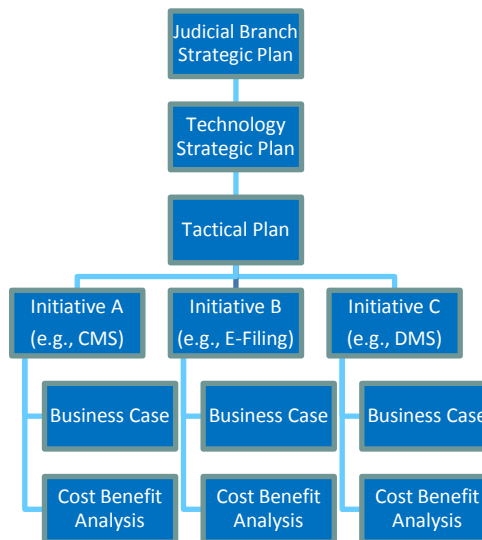 Judicial Branch
Strategic Plan
Technology
Strategic Plan
Tactical Plan
Initiative A
(e.g., CMS)
Initiative B
(e.g., E-Filing)
Initiative C
(e.g., DMS)
Business Case
Business Case
Business Case
Cost Benefit
Analysis
Cost Benefit
Analysis
Cost Benefit
Analysis